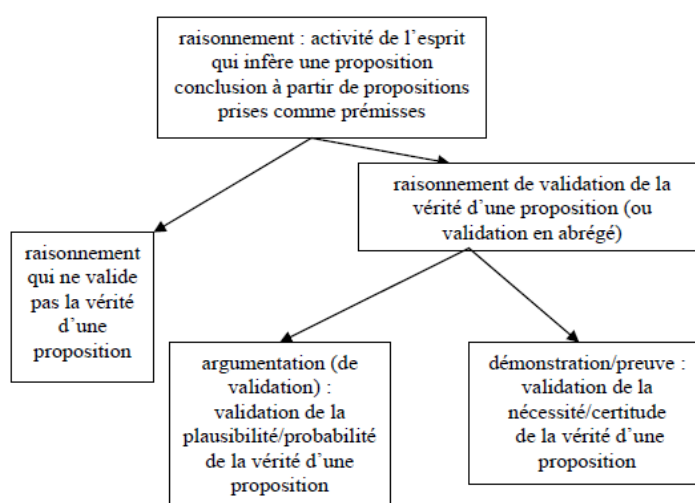 raisonnement : activité de l'esprit
qui infère une proposition
conclusion à partir de propositions
prises comme prémisses
raisonnement de validation de la
vérité d'une proposition (ou
validation en abrégé)
raisonnement
qui ne valide
pas la vérité
d'une
proposition
argumentation (de
validation) :
validation de la
plausibilité/probabilité
de la vérité d'une
proposition
démonstration/preuve :
validation de la
nécessité/certitude
de la vérité d'une
proposition